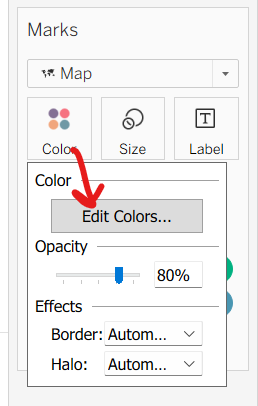 Marks
Map
Color Size Label
Color
Edit Colors...
Opacity
80%
Effects
Border: Autom...
Halo: Autom...